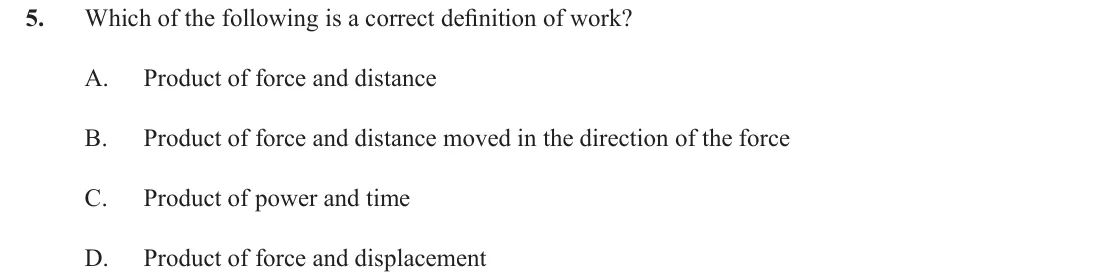 5. Which of the following is a correct definition of work?
A. Product of force and distance
B. Product of force and distance moved in the direction of the force
C. Product of power and time
D. Product of force and displacement